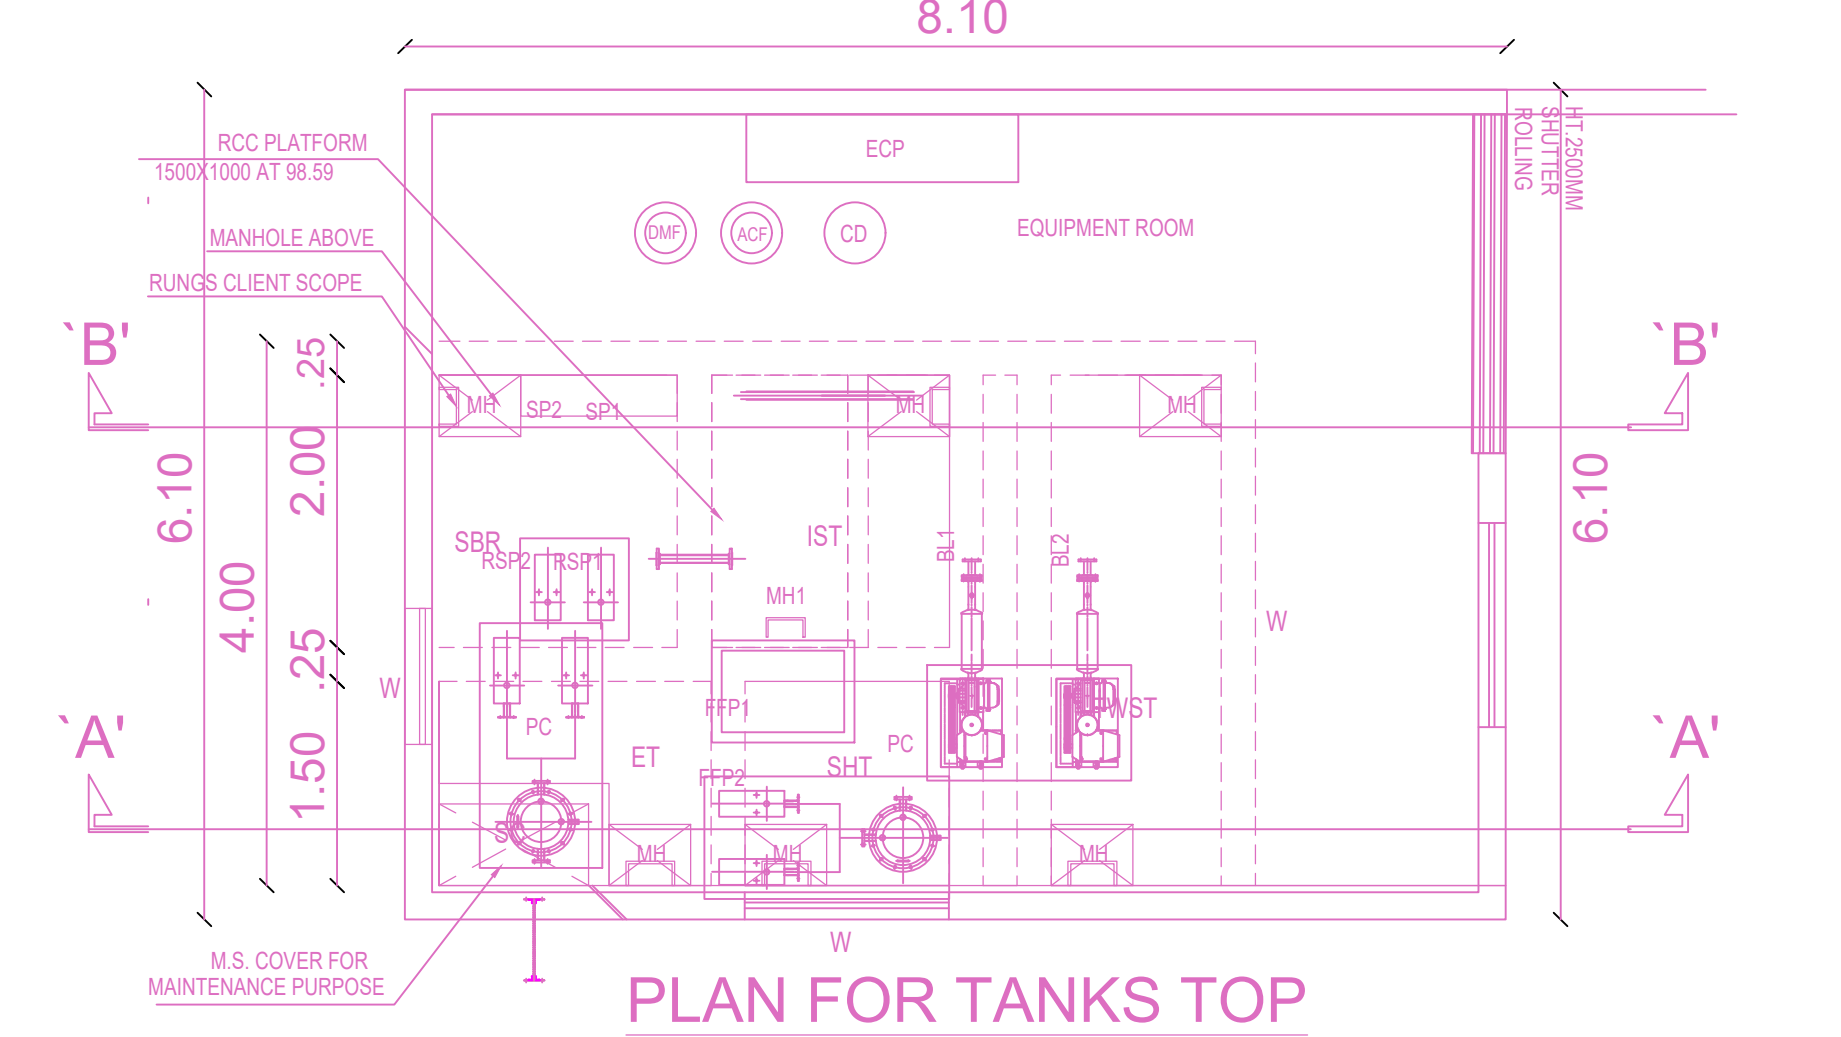 8.10
RCC PLATFORM
1500X1000 AT 98.59
MANHOLE ABOVE
RUNGS CLIENT SCOPE
ECP
DMF
ACF
CD
EQUIPMENT ROOM
HT.2500MM
SHUTTER
ROLLING
`B'
`B'
.25
2.00
6.10
4.00
.25
1.50
6.10
MH
SP2
SP1
MH
MH
SBR
RSP2
RSP1
IST
BL1
BL2
MH1
W
W
PC
FFP1
WST
PC
ET
SHT
FFP2
`A'
`A'
MH
MH
MH
W
M.S. COVER FOR
MAINTENANCE PURPOSE
PLAN FOR TANKS TOP